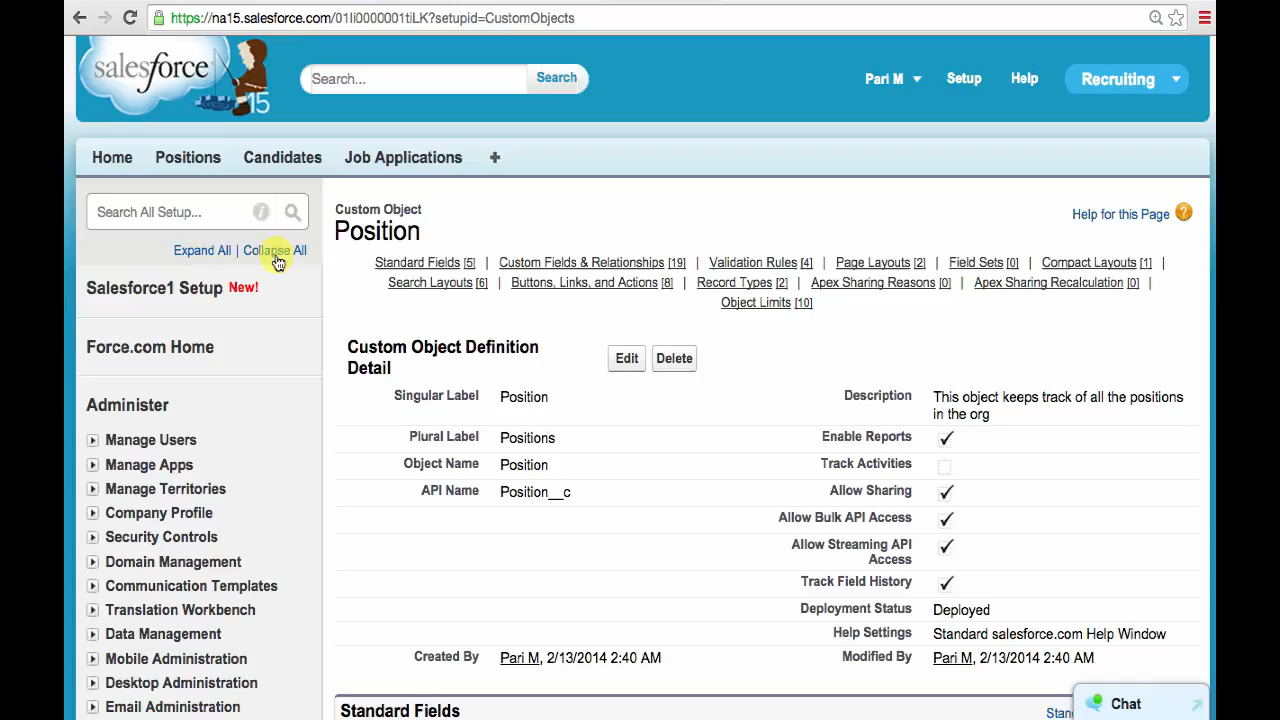 https://na15.salesforce.com/01Ii0000001tiLK?setupid=CustomObjects
salesforce
15
Search...
Search
Pari M
Setup
Help
Recruiting
Home
Positions
Candidates
Job Applications
+
Search All Setup...
Expand All | Collapse All
Salesforce1 Setup New!
Force.com Home
Administer
Manage Users
Manage Apps
Manage Territories
Company Profile
Security Controls
Domain Management
Communication Templates
Translation Workbench
Data Management
Mobile Administration
Desktop Administration
Email Administration
Custom Object
Position
Help for this Page ?
Standard Fields [5] | Custom Fields & Relationships [19] | Validation Rules [4] | Page Layouts [2] | Field Sets [0] | Compact Layouts [1] |
Search Layouts [6] | Buttons, Links, and Actions [8] | Record Types [2] | Apex Sharing Reasons [0] | Apex Sharing Recalculation [0] |
Object Limits [10]
Custom Object Definition
Detail
Edit
Delete
Singular Label Position
Description This object keeps track of all the positions
in the org
Plural Label Positions
Enable Reports
Object Name Position
Track Activities
API Name Position__c
Allow Sharing
Allow Bulk API Access
Allow Streaming API
Access
Track Field History
Deployment Status Deployed
Help Settings Standard salesforce.com Help Window
Created By Pari M, 2/13/2014 2:40 AM
Modified By Pari M, 2/13/2014 2:40 AM
Standard Fields
Stan
Chat